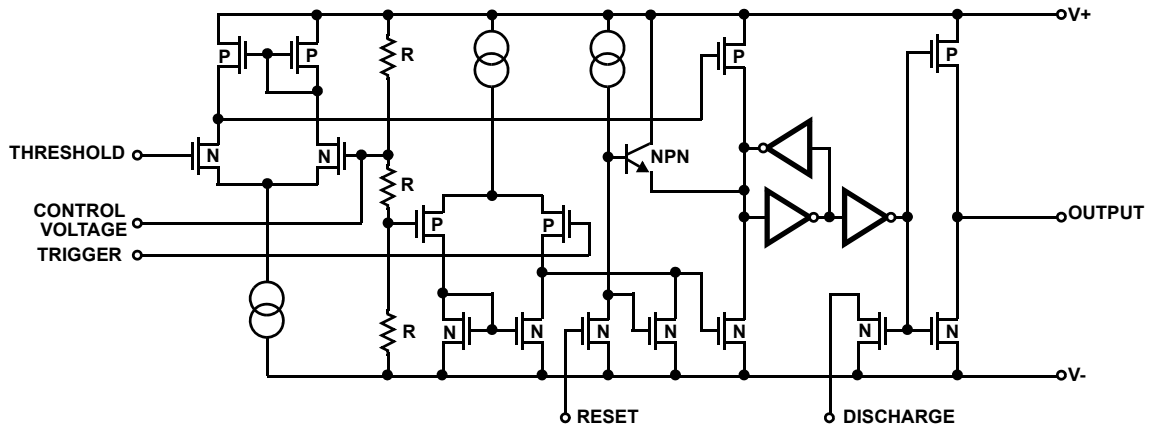 V+
P
P
R
P
P
THRESHOLD
N
N
NPN
R
CONTROL
VOLTAGE
P
P
OUTPUT
TRIGGER
R
N
N
N
N
N
N
N
V-
RESET
DISCHARGE